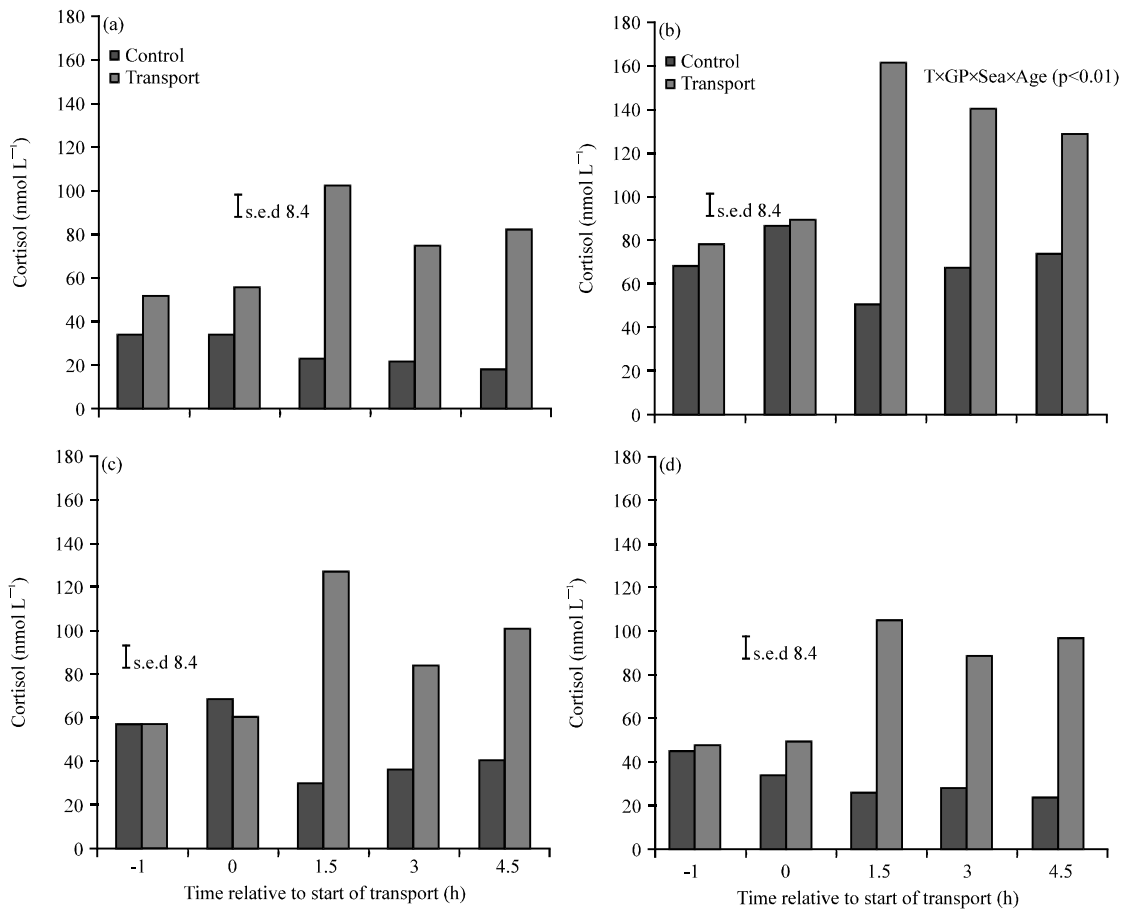 (a)
Control
Transport
180
160
140
120
100
80
60
40
20
0
Cortisol (nmol L⁻¹)
s.e.d 8.4
(b)
Control
Transport
T×GP×Sea×Age (p<0.01)
180
160
140
120
100
80
60
40
20
0
Cortisol (nmol L⁻¹)
s.e.d 8.4
(c)
180
160
140
120
100
80
60
40
20
0
Cortisol (nmol L⁻¹)
s.e.d 8.4
-1 0 1.5 3 4.5
Time relative to start of transport (h)
(d)
180
160
140
120
100
80
60
40
20
0
Cortisol (nmol L⁻¹)
s.e.d 8.4
-1 0 1.5 3 4.5
Time relative to start of transport (h)